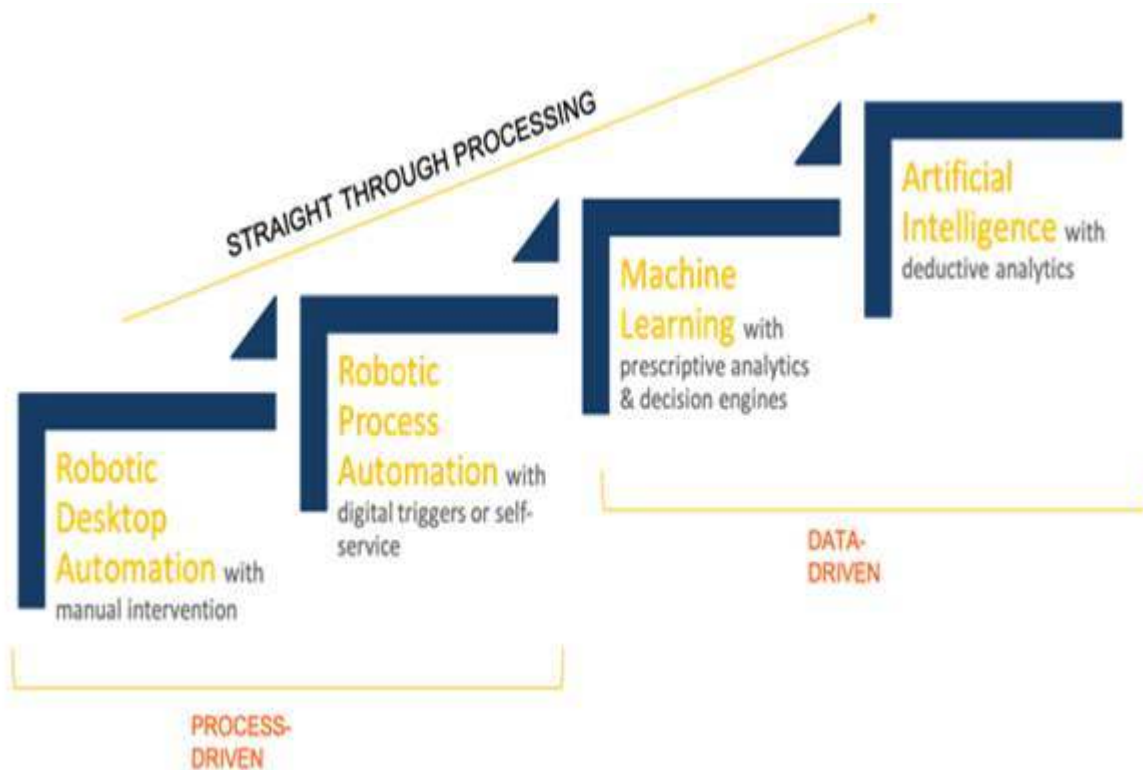 STRAIGHT THROUGH PROCESSING
Robotic
Desktop
Automation with
manual intervention
Robotic
Process
Automation with
digital triggers or self-
service
Machine
Learning with
prescriptive analytics
& decision engines
Artificial
Intelligence with
deductive analytics
PROCESS-
DRIVEN
DATA-
DRIVEN